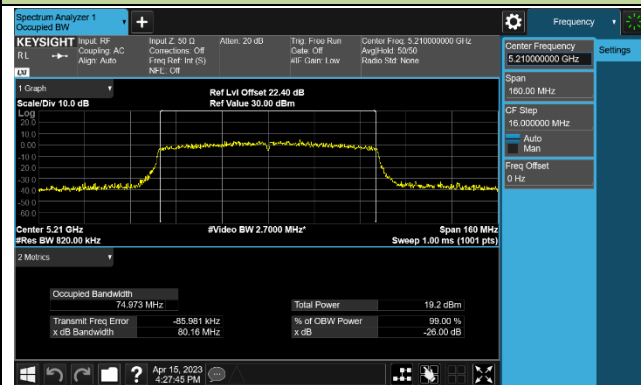 Spectrum Analyzer 1
Occupied BW
+
Frequency
KEYSIGHT
RL
LXI
Input: RF
Coupling: AC
Align: Auto
Input Z: 50 Ω
Corrections: Off
Freq Ref: Int (S)
NFE: Off
Atten: 20 dB
Trig: Free Run
Gate: Off
#IF Gain: Low
Center Freq: 5.210000000 GHz
Avg|Hold: 50/50
Radio Std: None
Center Frequency
5.210000000 GHz
Settings
Span
160.00 MHz
CF Step
16.000000 MHz
Auto
Man
Freq Offset
0 Hz
1 Graph
Scale/Div 10.0 dB
Ref Lvl Offset 22.40 dB
Ref Value 30.00 dBm
Log
20.0
10.0
0.00
-10.0
-20.0
-30.0
-40.0
-50.0
-60.0
Center 5.21 GHz
#Res BW 820.00 kHz
#Video BW 2.7000 MHz*
Span 160 MHz
Sweep 1.00 ms (1001 pts)
2 Metrics
Occupied Bandwidth
74.973 MHz
Total Power 19.2 dBm
Transmit Freq Error -85.981 kHz
% of OBW Power 99.00 %
x dB Bandwidth 80.16 MHz
x dB -26.00 dB
?
Apr 15, 2023
4:27:45 PM